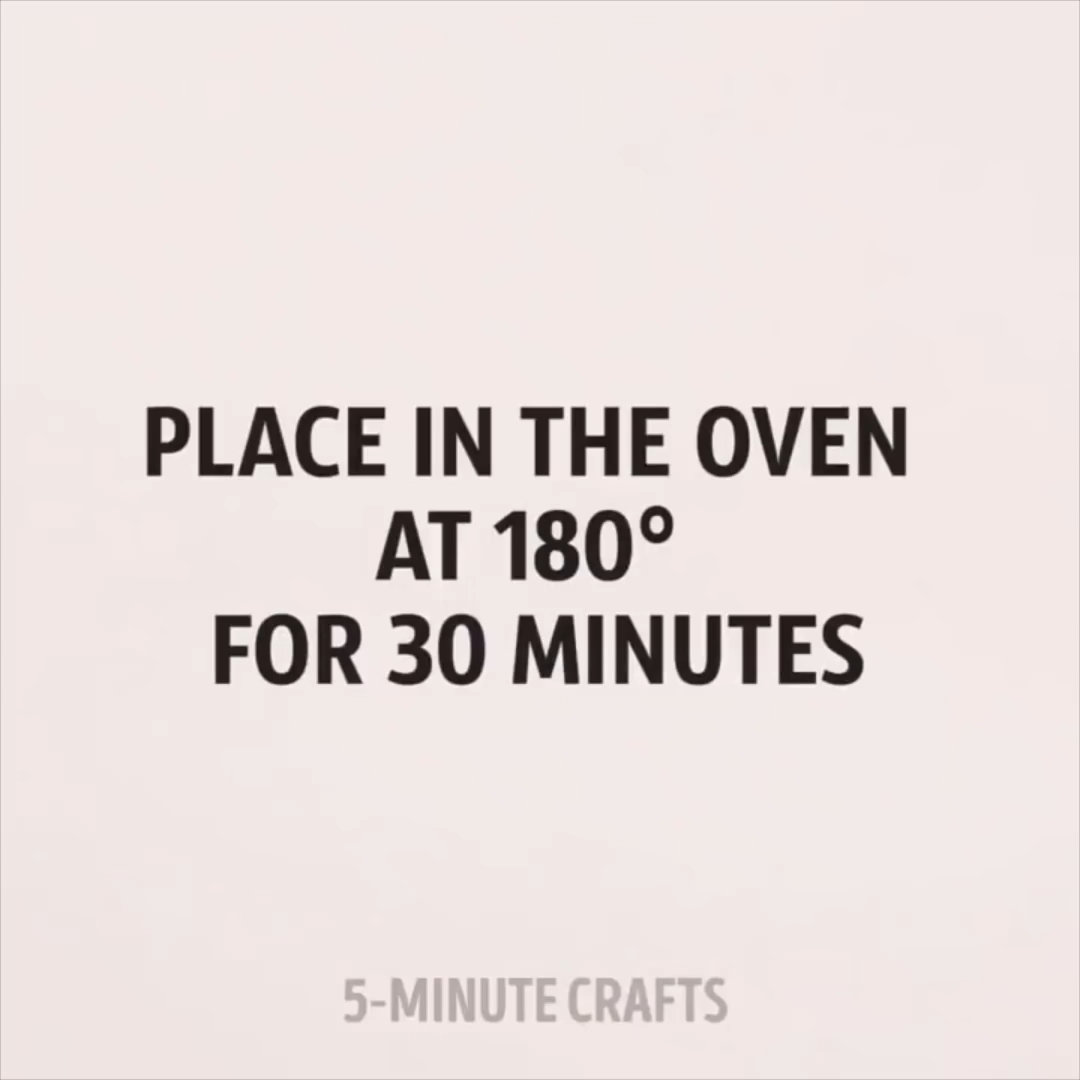 PLACE IN THE OVEN
AT 180°
FOR 30 MINUTES
5-MINUTE CRAFTS